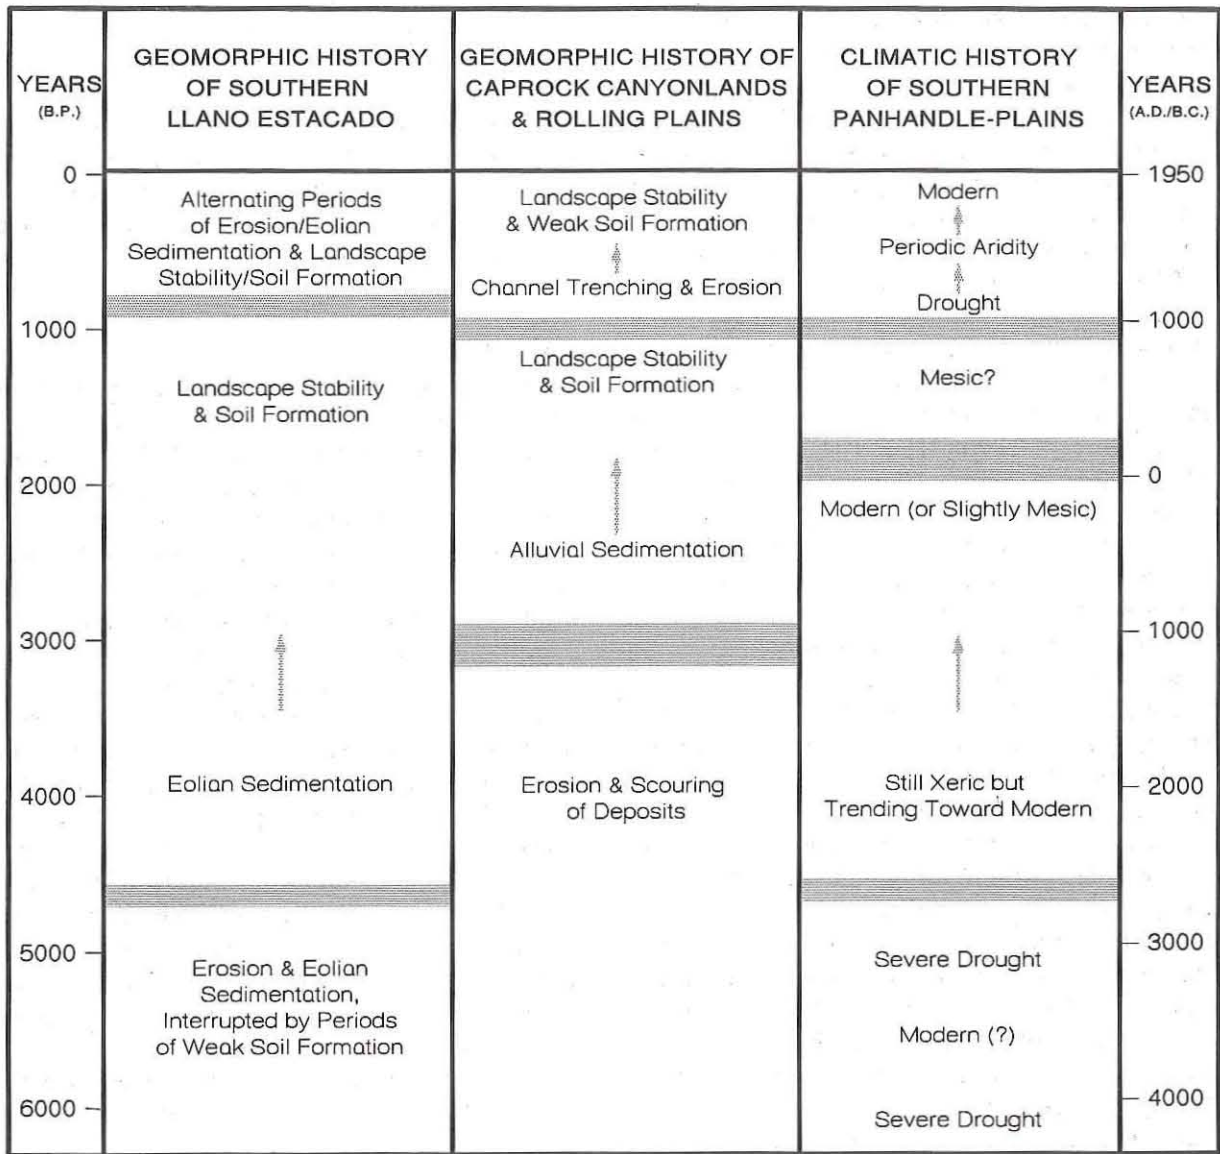 YEARS
(B.P.)
0
1000
2000
3000
4000
5000
6000
GEOMORPHIC HISTORY
OF SOUTHERN
LLANO ESTACADO
Alternating Periods
of Erosion/Eolian
Sedimentation & Landscape
Stability/Soil Formation
Landscape Stability
& Soil Formation
Eolian Sedimentation
Erosion & Eolian
Sedimentation,
Interrupted by Periods
of Weak Soil Formation
GEOMORPHIC HISTORY OF
CAPROCK CANYONLANDS
& ROLLING PLAINS
Landscape Stability
& Weak Soil Formation
Channel Trenching & Erosion
Landscape Stability
& Soil Formation
Alluvial Sedimentation
Erosion & Scouring
of Deposits
CLIMATIC HISTORY
OF SOUTHERN
PANHANDLE-PLAINS
Modern
Periodic Aridity
Drought
Mesic?
Modern (or Slightly Mesic)
Still Xeric but
Trending Toward Modern
Severe Drought
Modern (?)
Severe Drought
YEARS
(A.D./B.C.)
1950
1000
0
1000
2000
3000
4000